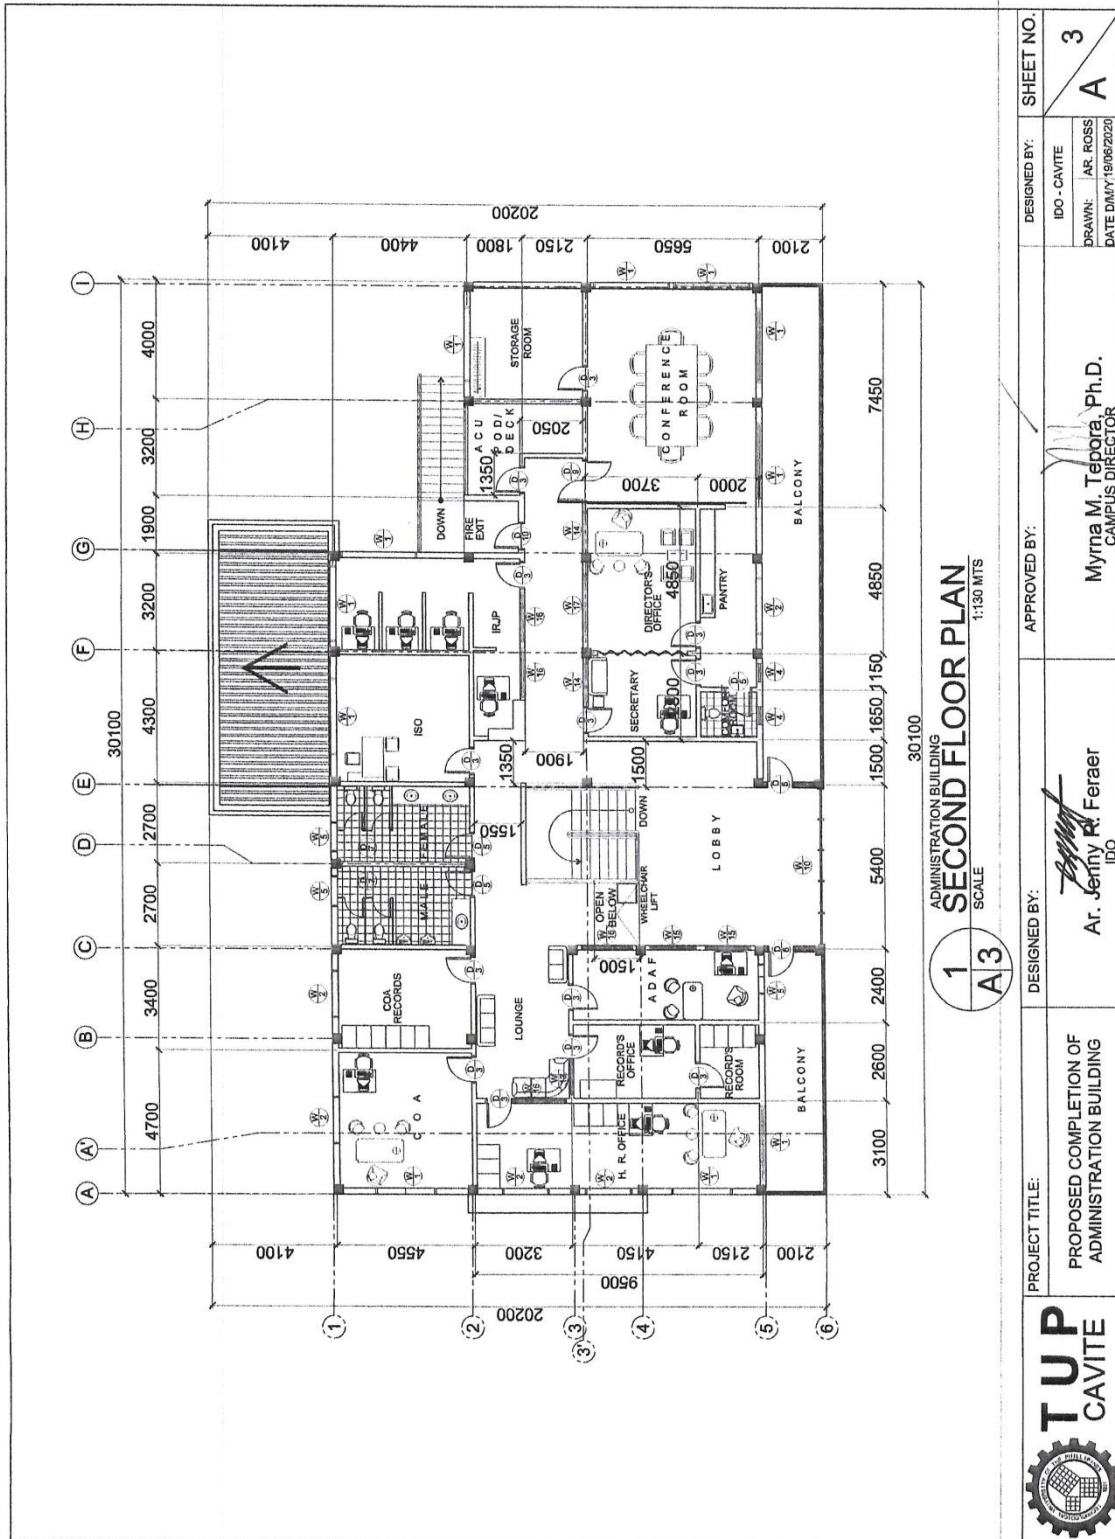 A
A'
B
C
D
E
F
G
H
I
30100
4700
3400
2700
2700
4300
3200
1900
3200
4000
20200
4100
4550
3200
4150
2150
2100
9500
1
2
3
3'
4
5
6
20200
4100
4400
1800
2150
5650
2100
C O A
COA
RECORDS
MALE
FEMALE
ISO
IRJP
DOWN
FIRE
EXIT
ACU
POD/
DECK
STORAGE
ROOM
LOUNGE
1550
1350
1900
1350
2050
H. R. OFFICE
RECORD'S
OFFICE
RECORD'S
ROOM
A D A F
1500
OPEN
BELOW
WHEELCHAIR
LIFT
DOWN
LOBBY
1500
SECRETARY
DIRECTOR'S
OFFICE
4850
COMFORT
ROOM
PANTRY
3700
2000
CONFERENCE
ROOM
BALCONY
BALCONY
3100
2600
2400
5400
1500
1650
1150
4850
7450
30100
1
A 3
ADMINISTRATION BUILDING
SECOND FLOOR PLAN
SCALE
1:130 MTS
TUP
CAVITE
PROJECT TITLE:
PROPOSED COMPLETION OF
ADMINISTRATION BUILDING
DESIGNED BY:
Ar. Jenny R. Feraer
IDO
APPROVED BY:
Myrna M. Tepora, Ph.D.
CAMPUS DIRECTOR
DESIGNED BY:
IDO - CAVITE
DRAWN: AR. ROSS
DATE D/M/Y 19/06/2020
SHEET NO.
A 3